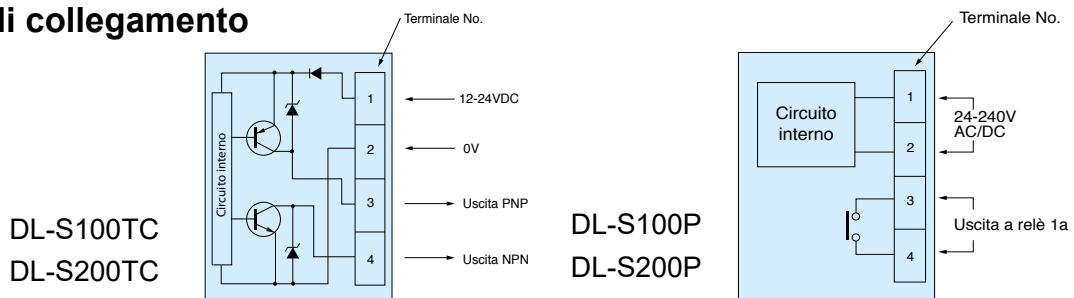 li collegamento
Terminale No.
Circuito interno
1
2
3
4
12-24VDC
0V
Uscita PNP
Uscita NPN
DL-S100TC
DL-S200TC
Terminale No.
Circuito
interno
1
2
3
4
24-240V
AC/DC
Uscita a relè 1a
DL-S100P
DL-S200P